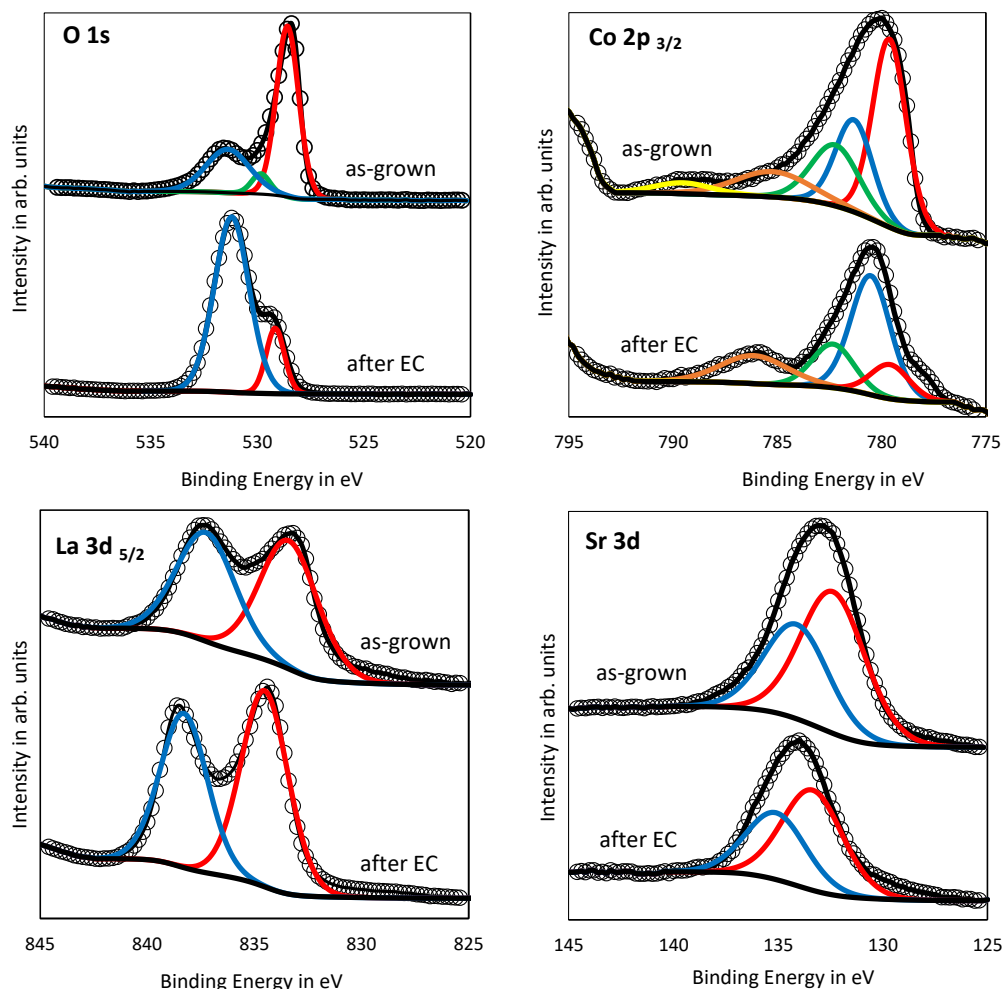 O 1s
Intensity in arb. units
as-grown
after EC
540 535 530 525 520
Binding Energy in eV
Co 2p 3/2
Intensity in arb. units
as-grown
after EC
795 790 785 780 775
Binding Energy in eV
La 3d 5/2
Intensity in arb. units
as-grown
after EC
845 840 835 830 825
Binding Energy in eV
Sr 3d
Intensity in arb. units
as-grown
after EC
145 140 135 130 125
Binding Energy in eV